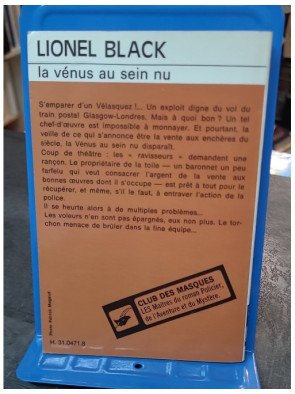 LIONEL BLACK
la vénus au sein nu
S'emparer d'un Vélasquez !... Un exploit digne du vol du
train postal Glasgow-Londres. Mais à quoi bon ? Un tel
chef-d'œuvre est impossible à monnayer. Et pourtant, la
veille de ce qui s'annonce être la vente aux enchères du
siècle, la Vénus au sein nu disparaît.
Coup de théâtre : les « ravisseurs » demandent une
rançon. Le propriétaire de la toile — un baronnet un peu
farfelu qui veut consacrer l'argent de la vente aux
bonnes œuvres dont il s'occupe — est prêt à tout pour le
récupérer, et même, s'il le faut, à entraver l'action de la
police.
Il se heurte alors à de multiples problèmes...
Les voleurs n'en sont pas épargnés, eux non plus. Le tor-
chon menace de brûler dans la fine équipe...
CLUB DES MASQUES
LES Maîtres du roman Policier,
de l'Aventure et du Mystère.
H. 31.0471.8